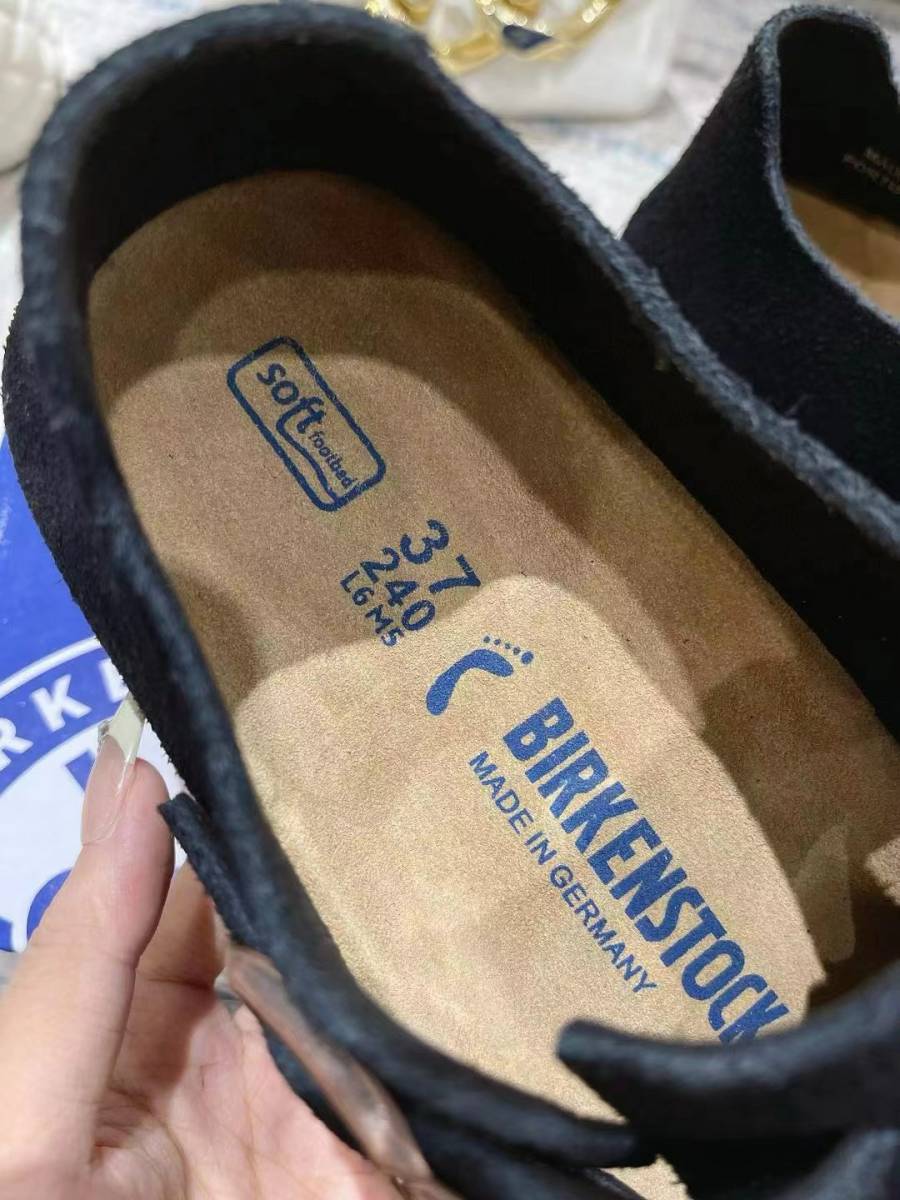 soft
footbed
37
240
L6 M5
BIRKENSTOCK
MADE IN GERMANY